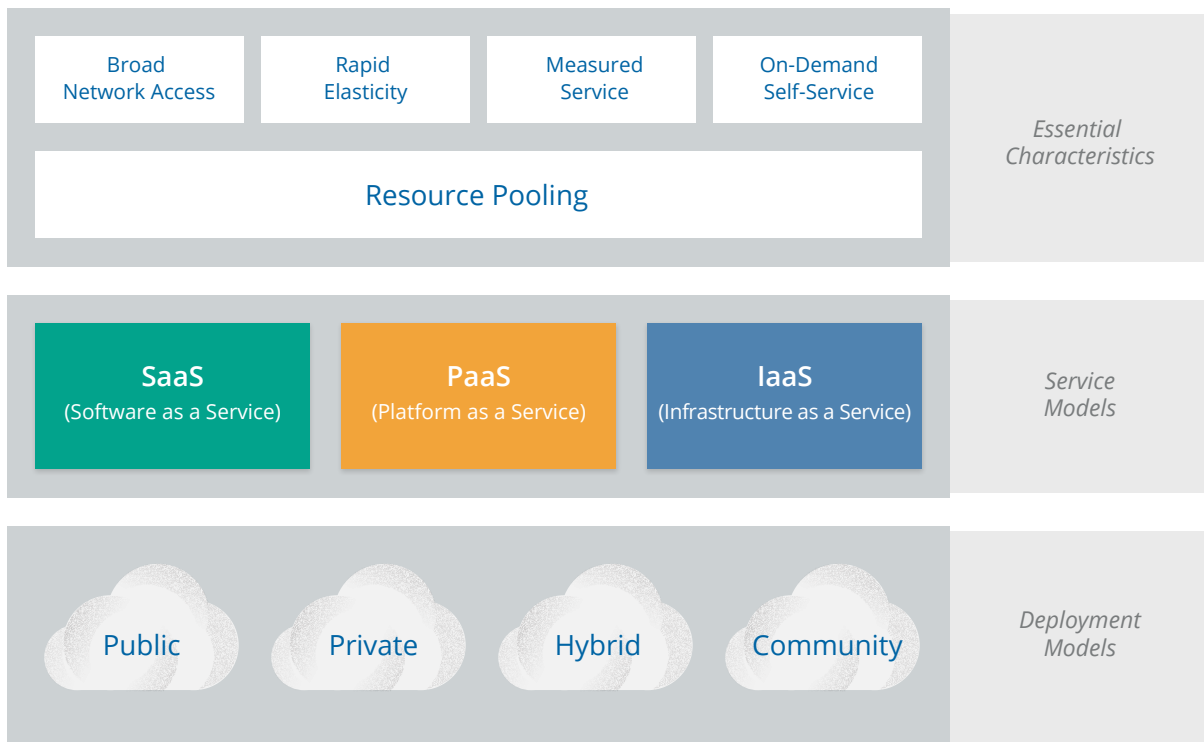 Broad
Network Access
Rapid
Elasticity
Measured
Service
On-Demand
Self-Service
Resource Pooling
Essential
Characteristics
SaaS
(Software as a Service)
PaaS
(Platform as a Service)
IaaS
(Infrastructure as a Service)
Service
Models
Public
Private
Hybrid
Community
Deployment
Models